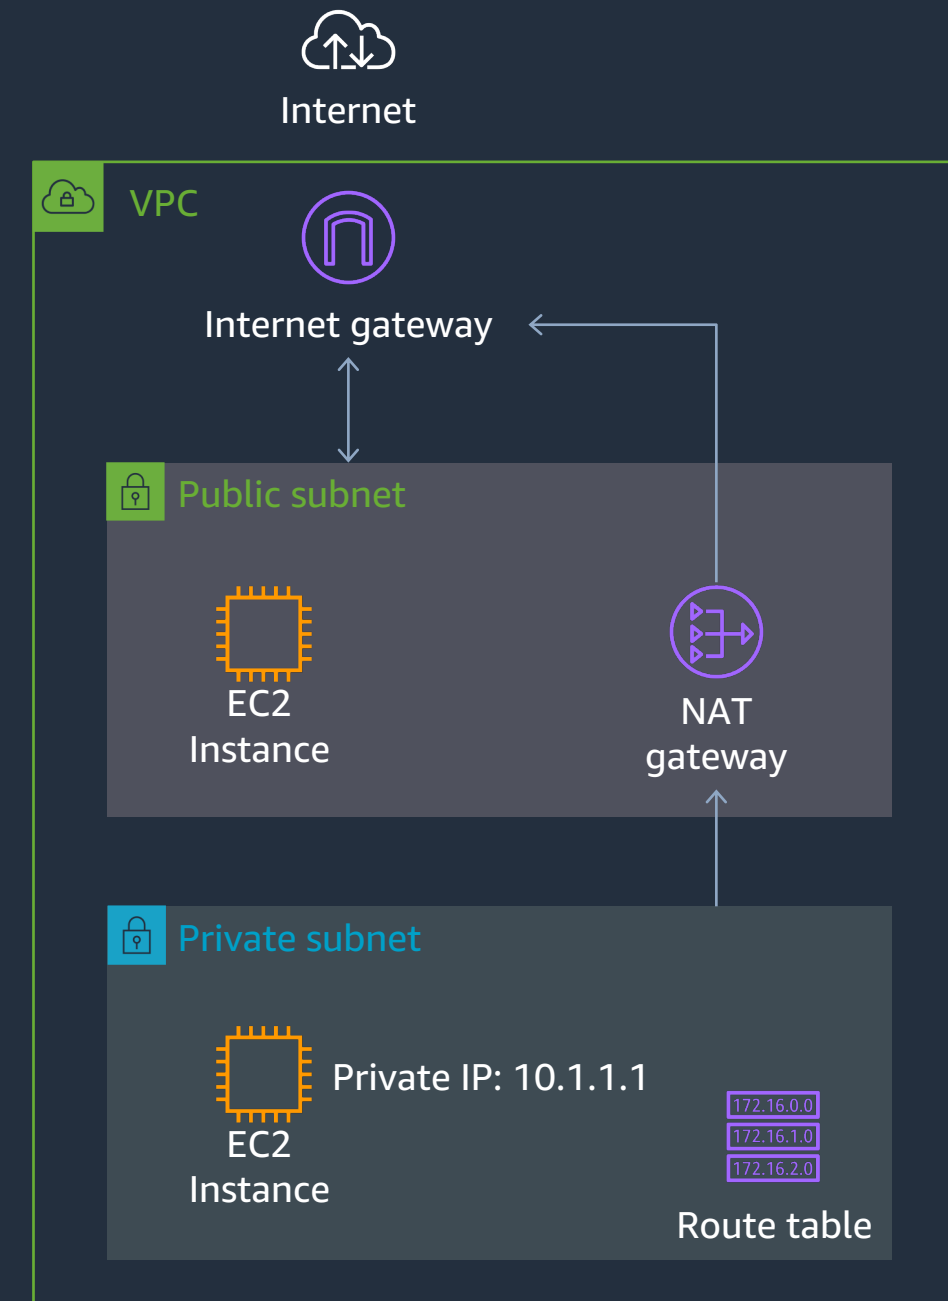 Internet
VPC
Internet gateway
Public subnet
EC2
Instance
NAT
gateway
Private subnet
Private IP: 10.1.1.1
EC2
Instance
172.16.0.0
172.16.1.0
172.16.2.0
Route table